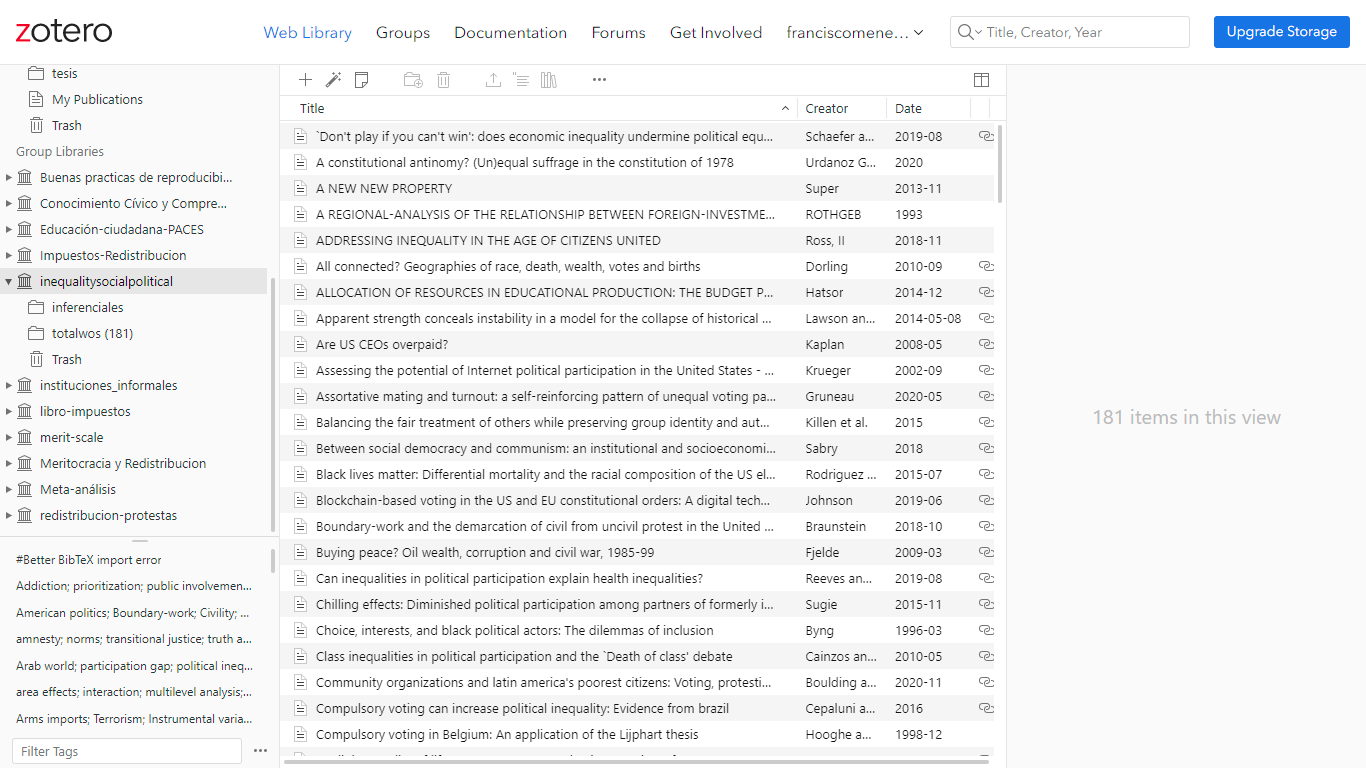 zotero
Web Library
Groups
Documentation
Forums
Get Involved
franciscomene...
Title, Creator, Year
Upgrade Storage
tesis
My Publications
Trash
Group Libraries
Buenas practicas de reproducibi...
Conocimiento Cívico y Compre...
Educación-ciudadana-PACES
Impuestos-Redistribucion
inequalitysocialpolitical
inferenciales
totalwos (181)
Trash
instituciones_informales
libro-impuestos
merit-scale
Meritocracia y Redistribucion
Meta-análisis
redistribucion-protestas
#Better BibTeX import error
Addiction; prioritization; public involvemen...
American politics; Boundary-work; Civility; ...
amnesty; norms; transitional justice; truth a...
Arab world; participation gap; political ineq...
area effects; interaction; multilevel analysis;...
Arms imports; Terrorism; Instrumental varia...
Filter Tags
Title Creator Date
`Don't play if you can't win': does economic inequality undermine political equ... Schaefer a... 2019-08
A constitutional antinomy? (Un)equal suffrage in the constitution of 1978 Urdanoz G... 2020
A NEW NEW PROPERTY Super 2013-11
A REGIONAL-ANALYSIS OF THE RELATIONSHIP BETWEEN FOREIGN-INVESTME... ROTHGEB 1993
ADDRESSING INEQUALITY IN THE AGE OF CITIZENS UNITED Ross, II 2018-11
All connected? Geographies of race, death, wealth, votes and births Dorling 2010-09
ALLOCATION OF RESOURCES IN EDUCATIONAL PRODUCTION: THE BUDGET P... Hatsor 2014-12
Apparent strength conceals instability in a model for the collapse of historical ... Lawson an... 2014-05-08
Are US CEOs overpaid? Kaplan 2008-05
Assessing the potential of Internet political participation in the United States - ... Krueger 2002-09
Assortative mating and turnout: a self-reinforcing pattern of unequal voting pa... Gruneau 2020-05
Balancing the fair treatment of others while preserving group identity and aut... Killen et al. 2015
Between social democracy and communism: an institutional and socioeconomi... Sabry 2018
Black lives matter: Differential mortality and the racial composition of the US el... Rodriguez ... 2015-07
Blockchain-based voting in the US and EU constitutional orders: A digital tech... Johnson 2019-06
Boundary-work and the demarcation of civil from uncivil protest in the United ... Braunstein 2018-10
Buying peace? Oil wealth, corruption and civil war, 1985-99 Fjelde 2009-03
Can inequalities in political participation explain health inequalities? Reeves an... 2019-08
Chilling effects: Diminished political participation among partners of formerly i... Sugie 2015-11
Choice, interests, and black political actors: The dilemmas of inclusion Byng 1996-03
Class inequalities in political participation and the `Death of class' debate Cainzos an... 2010-05
Community organizations and latin america's poorest citizens: Voting, protesti... Boulding a... 2020-11
Compulsory voting can increase political inequality: Evidence from brazil Cepaluni a... 2016
Compulsory voting in Belgium: An application of the Lijphart thesis Hooghe a... 1998-12
181 items in this view